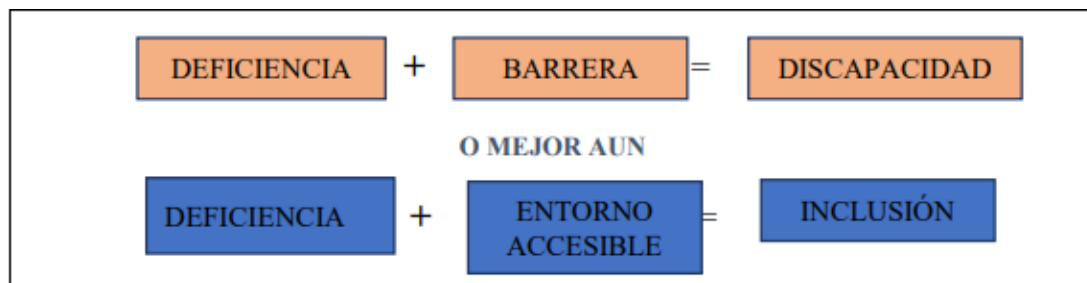 DEFICIENCIA + BARRERA = DISCAPACIDAD
O MEJOR AUN
DEFICIENCIA + ENTORNO ACCESIBLE = INCLUSIÓN